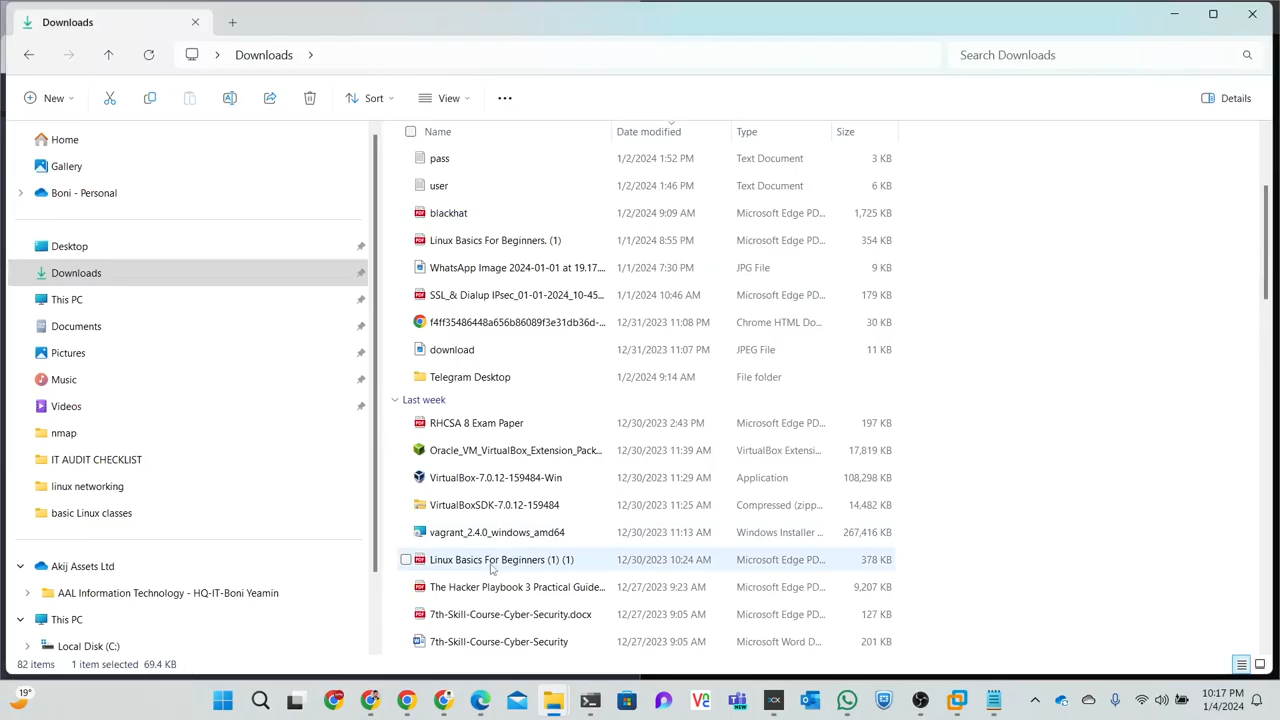 Downloads
Downloads
Search Downloads
New
Sort
View
Details
Home
Gallery
Boni - Personal
Desktop
Downloads
This PC
Documents
Pictures
Music
Videos
nmap
IT AUDIT CHECKLIST
linux networking
basic Linux classes
Akij Assets Ltd
AAL Information Technology - HQ-IT-Boni Yeamin
This PC
Local Disk (C:)
Name Date modified Type Size
pass 1/2/2024 1:52 PM Text Document 3 KB
user 1/2/2024 1:46 PM Text Document 6 KB
blackhat 1/2/2024 9:09 AM Microsoft Edge PD... 1,725 KB
Linux Basics For Beginners. (1) 1/1/2024 8:55 PM Microsoft Edge PD... 354 KB
WhatsApp Image 2024-01-01 at 19.17.... 1/1/2024 7:30 PM JPG File 9 KB
SSL_& Dialup IPsec_01-01-2024_10-45... 1/1/2024 10:46 AM Microsoft Edge PD... 179 KB
f4ff35486448a656b86089f3e31db36d-... 12/31/2023 11:08 PM Chrome HTML Do... 30 KB
download 12/31/2023 11:07 PM JPEG File 11 KB
Telegram Desktop 1/2/2024 9:14 AM File folder
Last week
RHCSA 8 Exam Paper 12/30/2023 2:43 PM Microsoft Edge PD... 197 KB
Oracle_VM_VirtualBox_Extension_Pack... 12/30/2023 11:39 AM VirtualBox Extensi... 17,819 KB
VirtualBox-7.0.12-159484-Win 12/30/2023 11:29 AM Application 108,298 KB
VirtualBoxSDK-7.0.12-159484 12/30/2023 11:25 AM Compressed (zipp... 14,482 KB
vagrant_2.4.0_windows_amd64 12/30/2023 11:13 AM Windows Installer ... 267,416 KB
Linux Basics For Beginners (1) (1) 12/30/2023 10:24 AM Microsoft Edge PD... 378 KB
The Hacker Playbook 3 Practical Guide... 12/27/2023 9:23 AM Microsoft Edge PD... 9,207 KB
7th-Skill-Course-Cyber-Security.docx 12/27/2023 9:05 AM Microsoft Edge PD... 127 KB
7th-Skill-Course-Cyber-Security 12/27/2023 9:05 AM Microsoft Word D... 201 KB
82 items 1 item selected 69.4 KB
19°
10:17 PM
1/4/2024